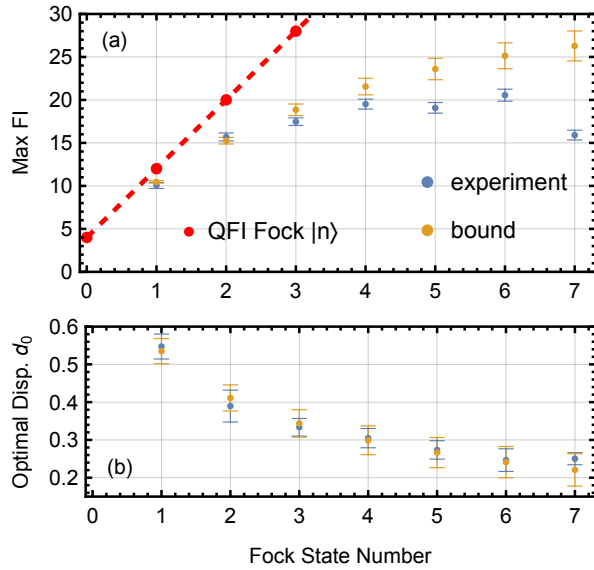 30
(a)
25
20
Max FI
15
experiment
10
5
QFI Fock |n⟩
bound
0
0 1 2 3 4 5 6 7
0.6
0.5
Optimal Disp. d0
0.4
0.3
0.2
(b)
0 1 2 3 4 5 6 7
Fock State Number